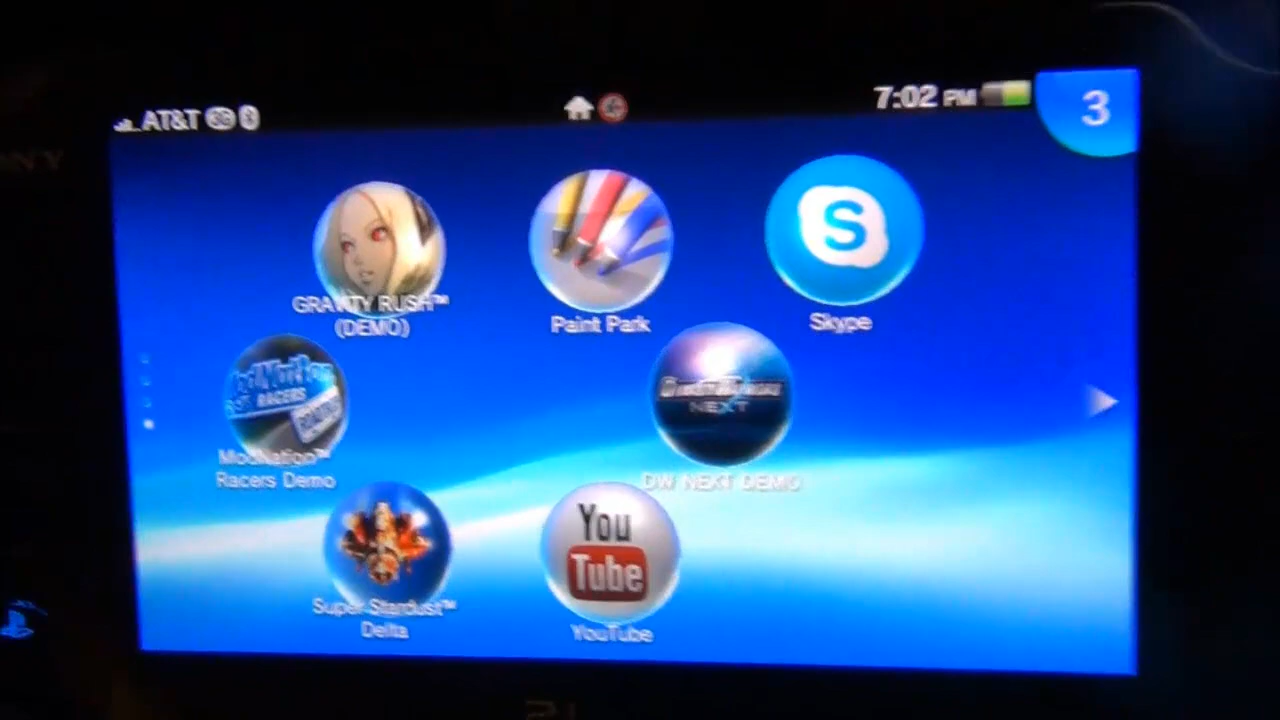 AT&T 3G
7:02 PM
3
GRAVITY RUSH™
(DEMO)
Paint Park
S
Skype
ModNation™
Racers Demo
NEXT
DW NEXT DEMO
Super Stardust™
Delta
You
Tube
YouTube